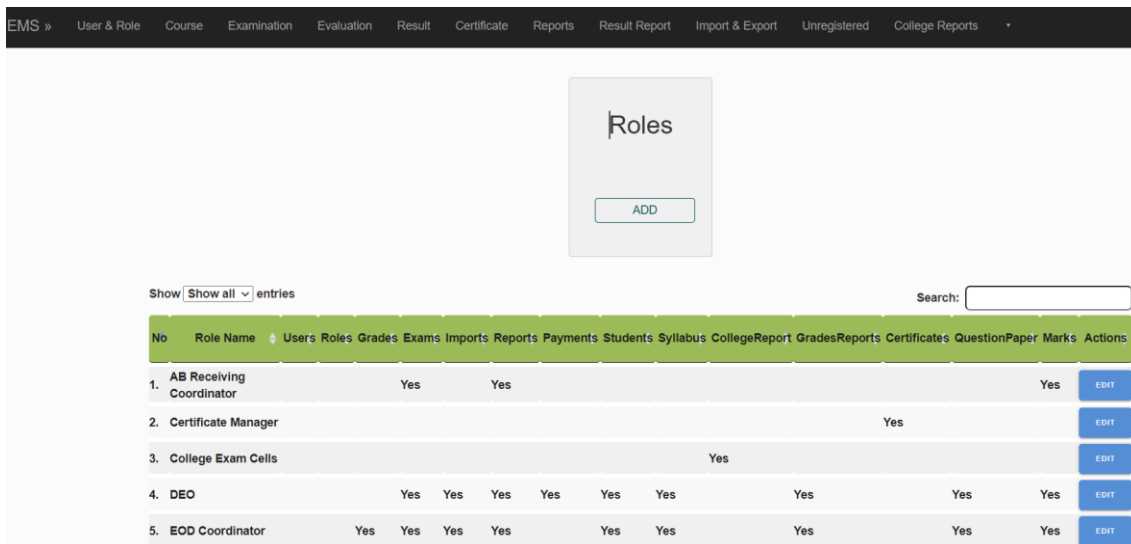 EMS » User & Role Course Examination Evaluation Result Certificate Reports Result Report Import & Export Unregistered College Reports
Roles
ADD
Show Show all entries
Search:
No Role Name Users Roles Grades Exams Imports Reports Payments Students Syllabus CollegeReport GradesReports Certificates QuestionPaper Marks Actions
1. AB Receiving Coordinator Yes Yes Yes EDIT
2. Certificate Manager Yes EDIT
3. College Exam Cells Yes EDIT
4. DEO Yes Yes Yes Yes Yes Yes Yes Yes Yes EDIT
5. EOD Coordinator Yes Yes Yes Yes Yes Yes Yes Yes Yes EDIT